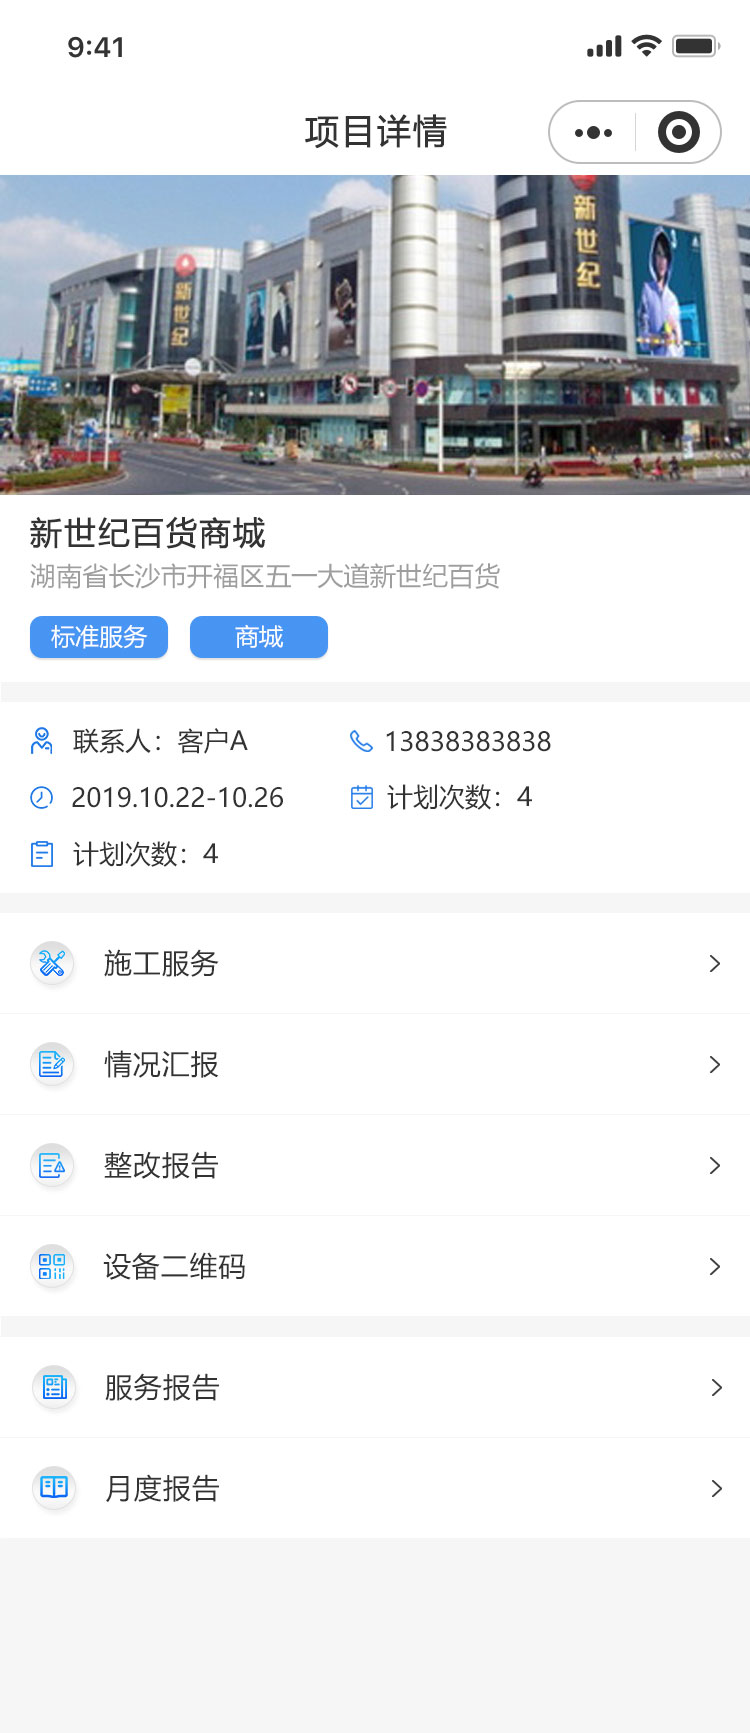 9:41
项目详情
新世纪
新世纪
新世纪百货商城
湖南省长沙市开福区五一大道新世纪百货
标准服务 商城
联系人：客户A 13838383838
2019.10.22-10.26 计划次数：4
计划次数：4
施工服务
情况汇报
整改报告
设备二维码
服务报告
月度报告